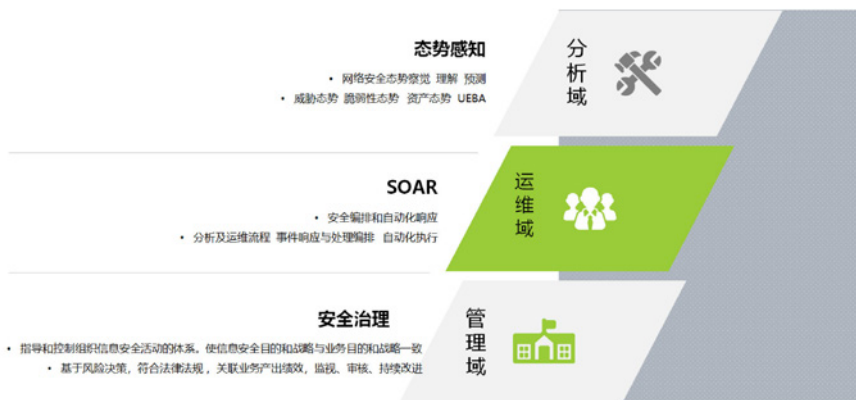 态势感知
• 网络安全态势察觉 理解 预测
• 威胁态势 脆弱性态势 资产态势 UEBA
分析域
SOAR
• 安全编排和自动化响应
• 分析及运维流程 事件响应与处理编排 自动化执行
运维域
安全治理
• 指导和控制组织信息安全活动的体系。使信息安全目的和战略与业务目的和战略一致
• 基于风险决策，符合法律法规，关联业务产出绩效，监视、审核、持续改进
管理域